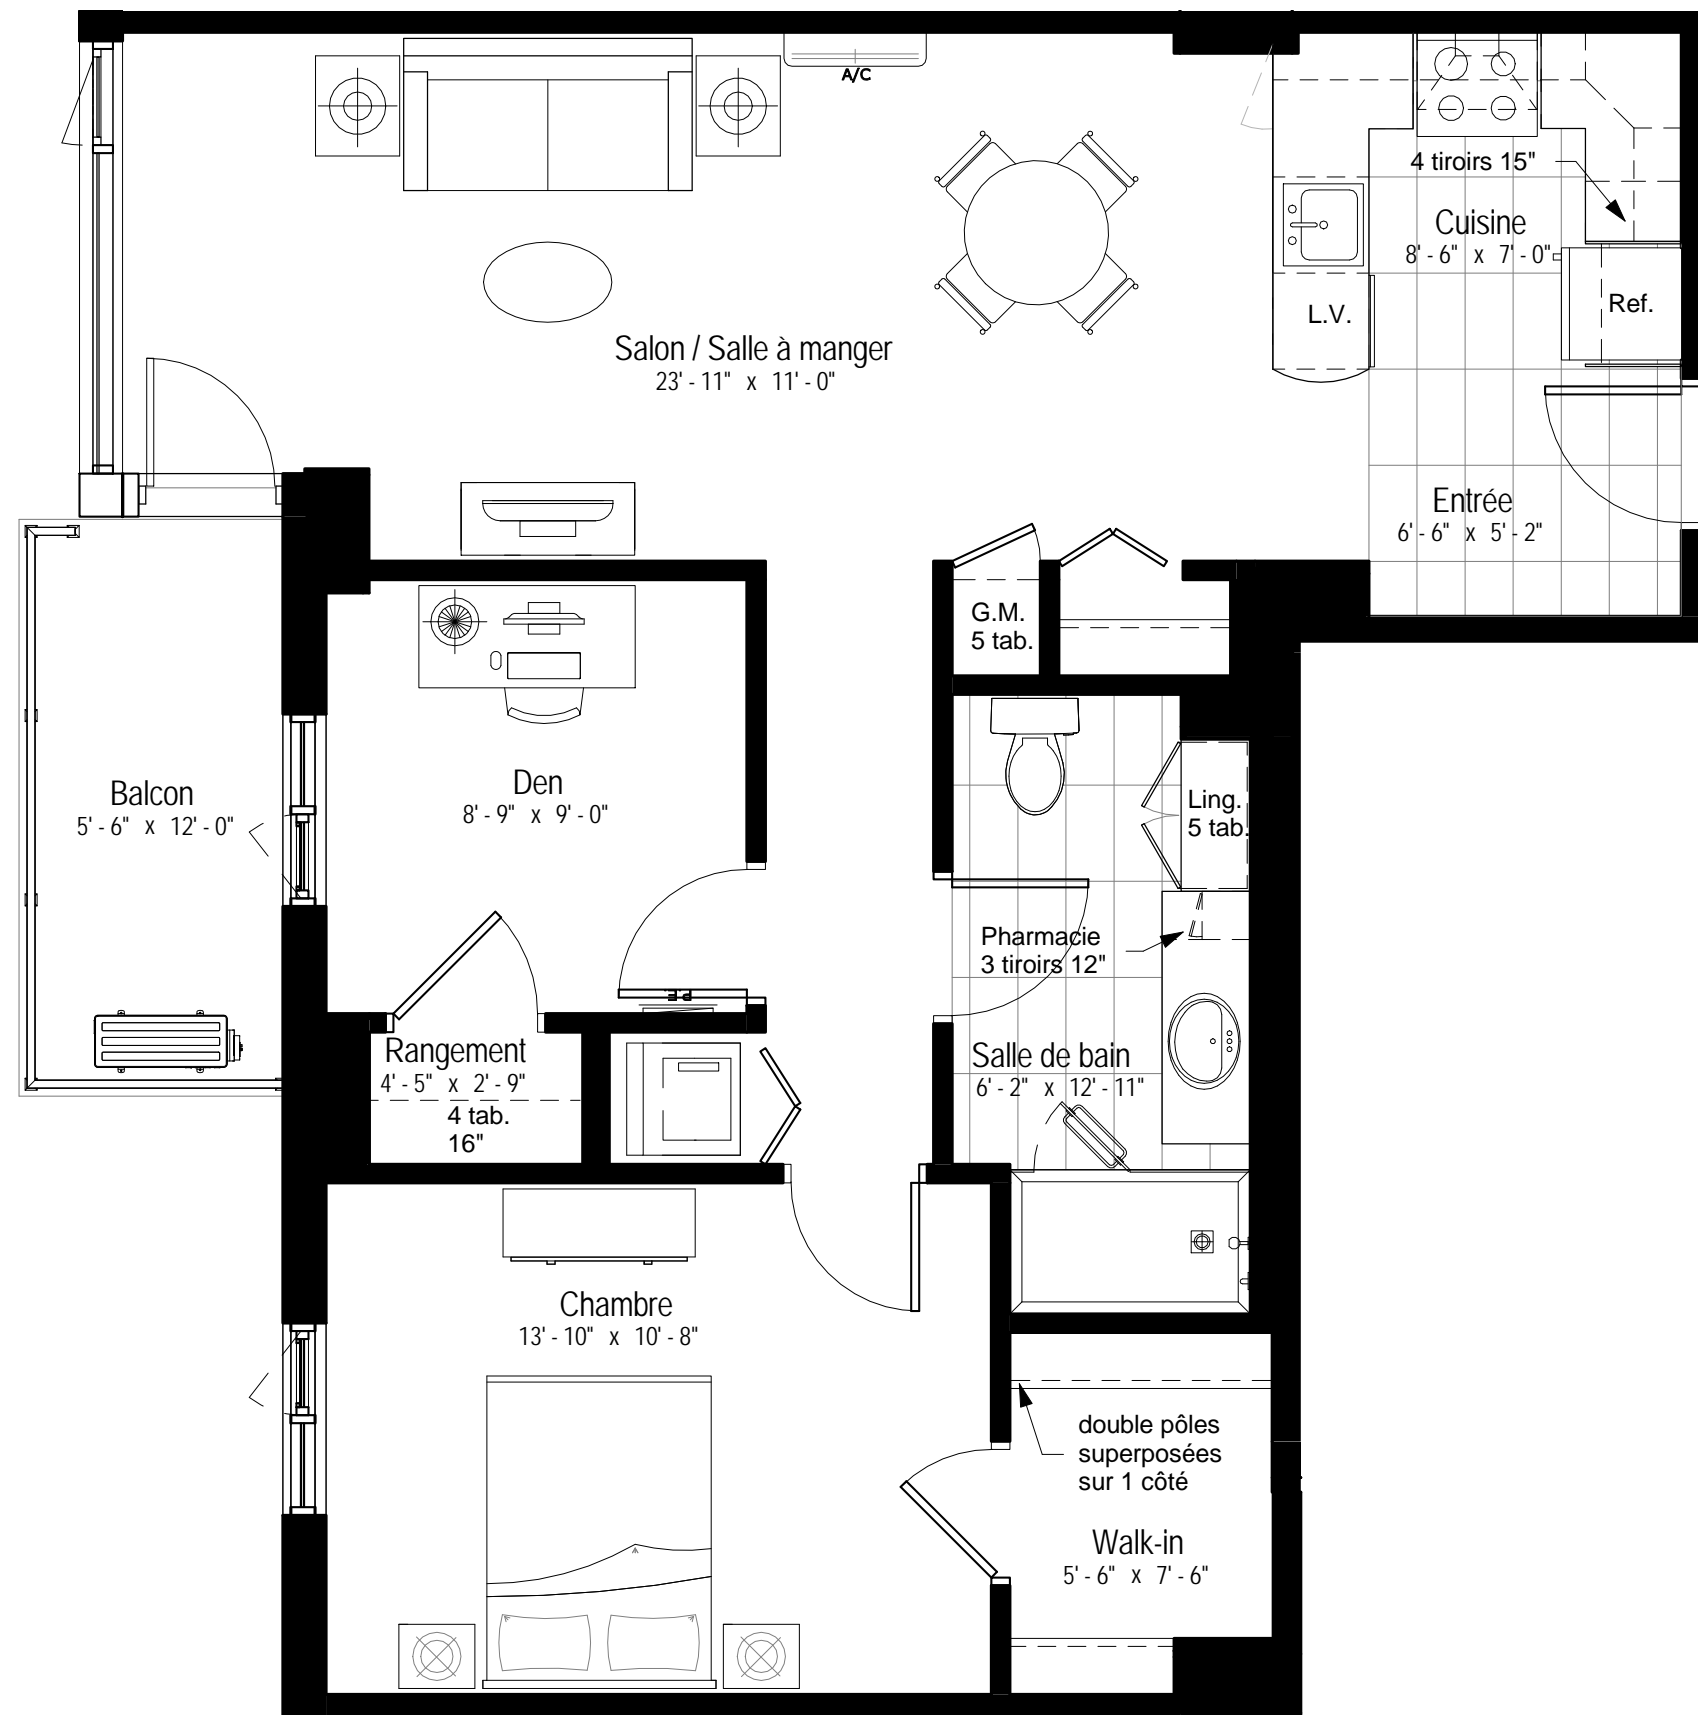 A/C
4 tiroirs 15"
Cuisine
8' - 6" x 7' - 0"
Ref.
L.V.
Salon / Salle à manger
23' - 11" x 11' - 0"
Entrée
6' - 6" x 5' - 2"
G.M.
5 tab.
Den
8' - 9" x 9' - 0"
Balcon
5' - 6" x 12' - 0"
Ling.
5 tab.
Pharmacie
3 tiroirs 12"
Rangement
4' - 5" x 2' - 9"
4 tab.
16"
Salle de bain
6' - 2" x 12' - 11"
Chambre
13' - 10" x 10' - 8"
double pôles
superposées
sur 1 côté
Walk-in
5' - 6" x 7' - 6"